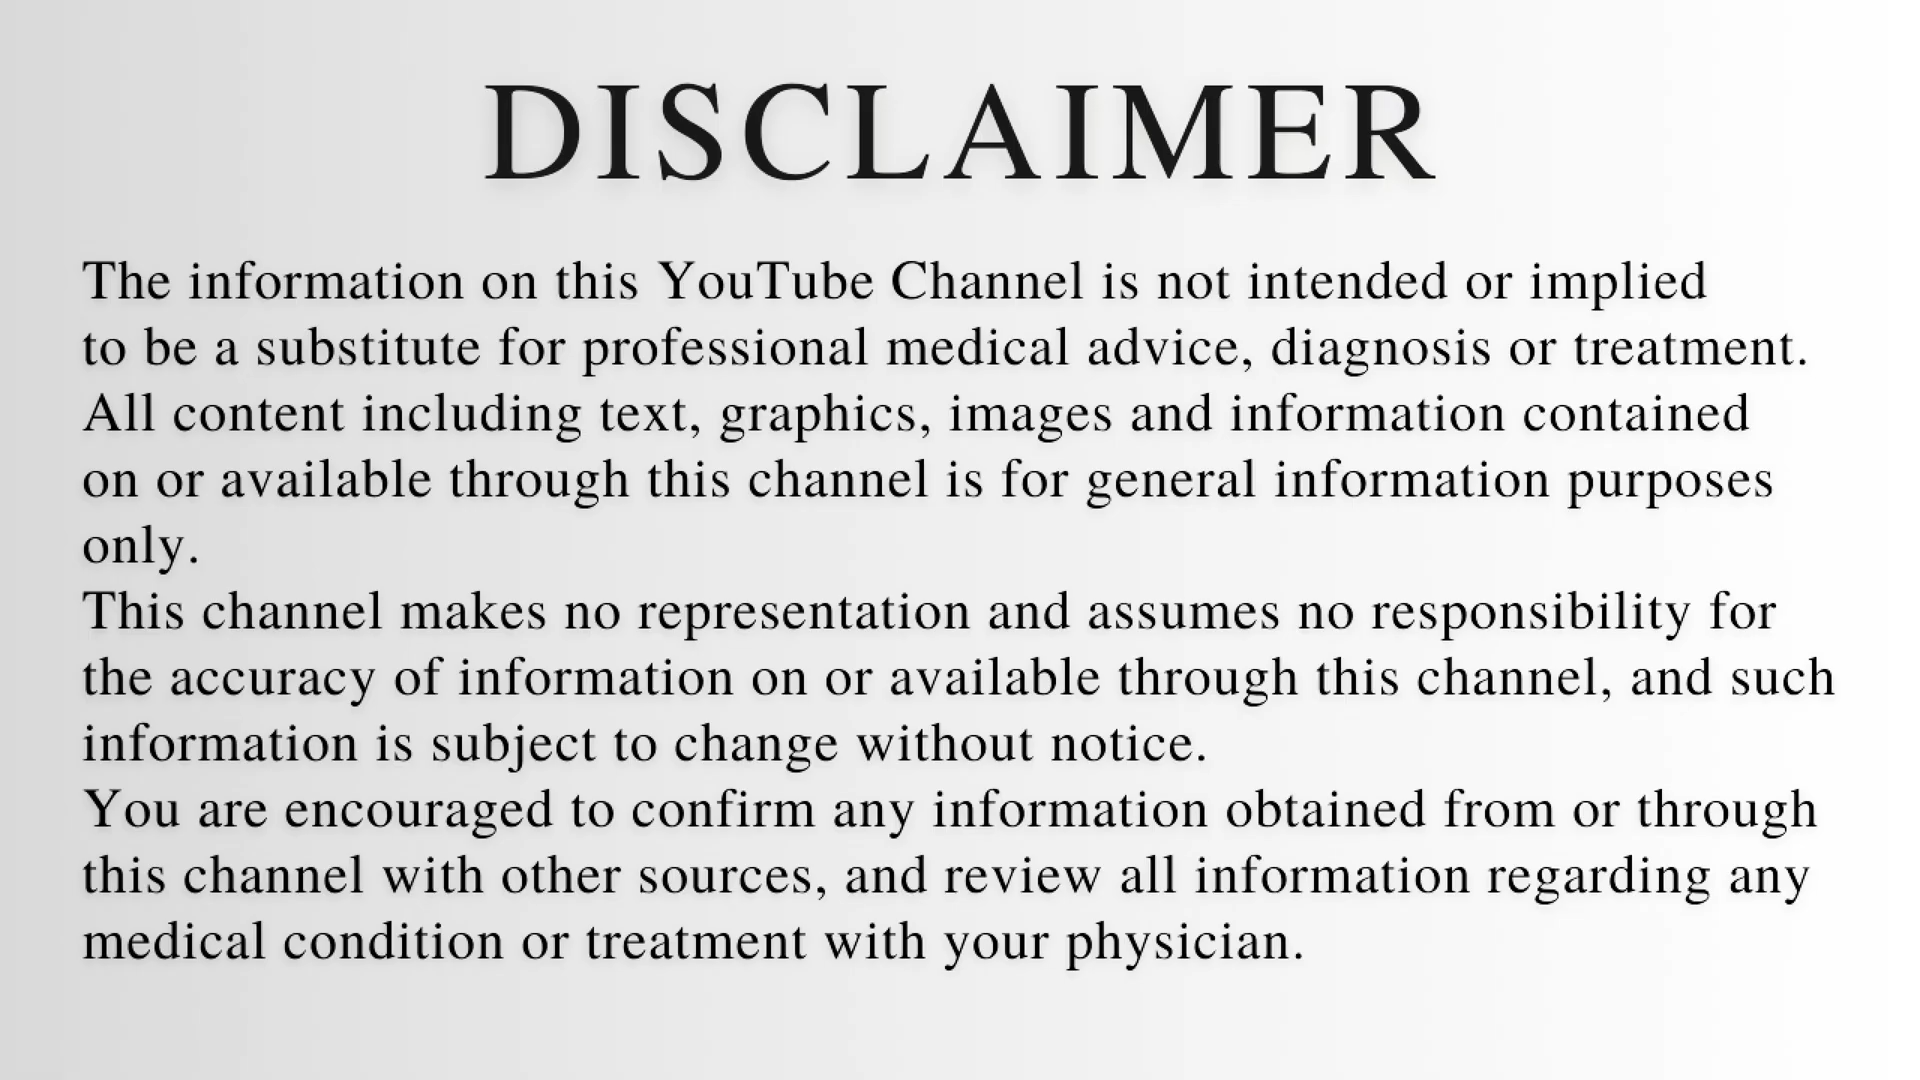 DISCLAIMER
The information on this YouTube Channel is not intended or implied
to be a substitute for professional medical advice, diagnosis or treatment.
All content including text, graphics, images and information contained
on or available through this channel is for general information purposes
only.
This channel makes no representation and assumes no responsibility for
the accuracy of information on or available through this channel, and such
information is subject to change without notice.
You are encouraged to confirm any information obtained from or through
this channel with other sources, and review all information regarding any
medical condition or treatment with your physician.